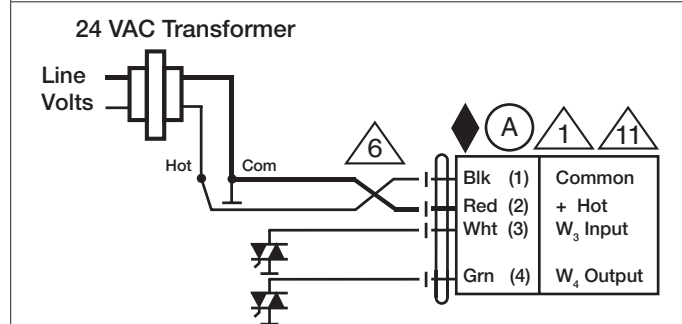 24 VAC Transformer
Line
Volts
Hot
Com
6
A
1
11
Blk (1) Common
Red (2) + Hot
Wht (3) W₃ Input
Grn (4) W₄ Output